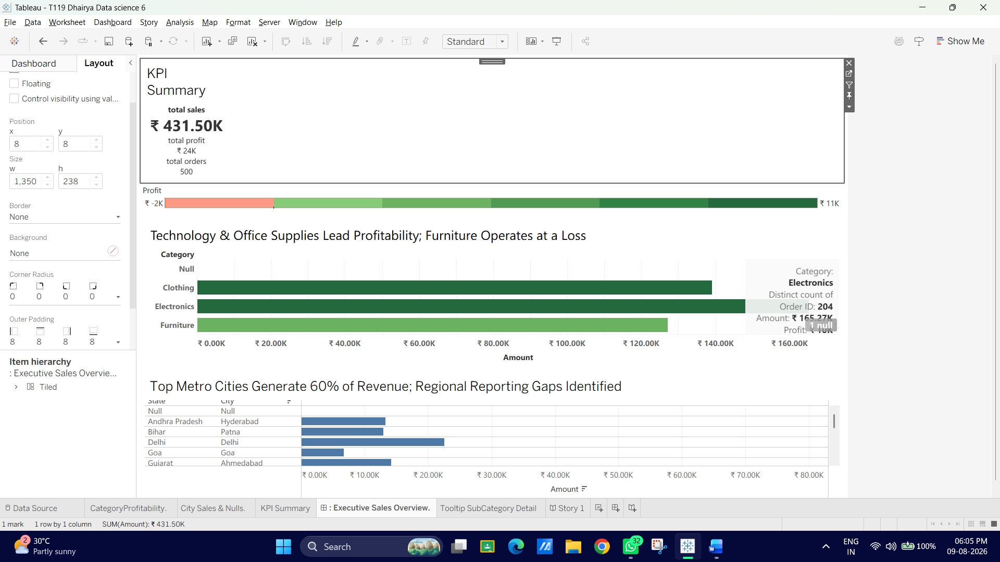 Tableau - T119 Dhairya Data science 6
File Data Worksheet Dashboard Story Analysis Map Format Server Window Help
Standard
Show Me
Dashboard
Layout
Floating
Control visibility using val...
Position
x y
8 8
Size
w h
1,350 238
Border
None
Background
None
Corner Radius
0 0 0 0
Outer Padding
8 8 8 8
Item hierarchy
: Executive Sales Overvie...
Tiled
KPI
Summary
total sales
₹ 431.50K
total profit
₹ 24K
total orders
500
Profit
₹ -2K ₹ 11K
Technology & Office Supplies Lead Profitability; Furniture Operates at a Loss
Category
Null
Clothing
Electronics
Furniture
Category:
Electronics
Distinct count of
Order ID: 204
Amount: ₹ 165.27K
Profit:
1 null
₹ 0.00K ₹ 20.00K ₹ 40.00K ₹ 60.00K ₹ 80.00K ₹ 100.00K ₹ 120.00K ₹ 140.00K ₹ 160.00K
Amount
Top Metro Cities Generate 60% of Revenue; Regional Reporting Gaps Identified
State City
Null Null
Andhra Pradesh Hyderabad
Bihar Patna
Delhi Delhi
Goa Goa
Gujarat Ahmedabad
₹ 0.00K ₹ 10.00K ₹ 20.00K ₹ 30.00K ₹ 40.00K ₹ 50.00K ₹ 60.00K ₹ 70.00K ₹ 80.00K
Amount
Data Source CategoryProfitability. City Sales & Nulls. KPI Summary : Executive Sales Overview. Tooltip SubCategory Detail Story 1
1 mark 1 row by 1 column SUM(Amount): ₹ 431.50K
2
30°C
Partly sunny
Search
32
ENG
IN
100%
06:05 PM
09-08-2026